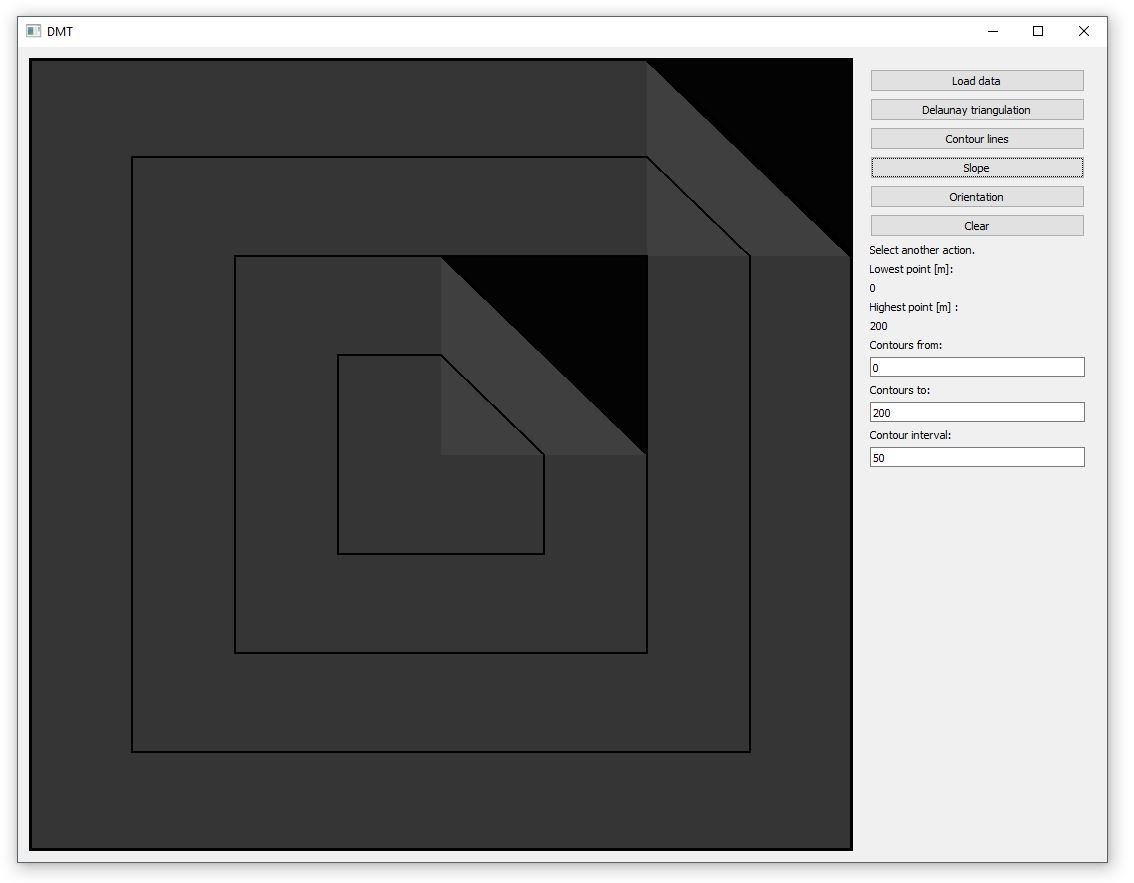 DMT
Load data
Delaunay triangulation
Contour lines
Slope
Orientation
Clear
Select another action.
Lowest point [m]:
0
Highest point [m] :
200
Contours from:
0
Contours to:
200
Contour interval:
50